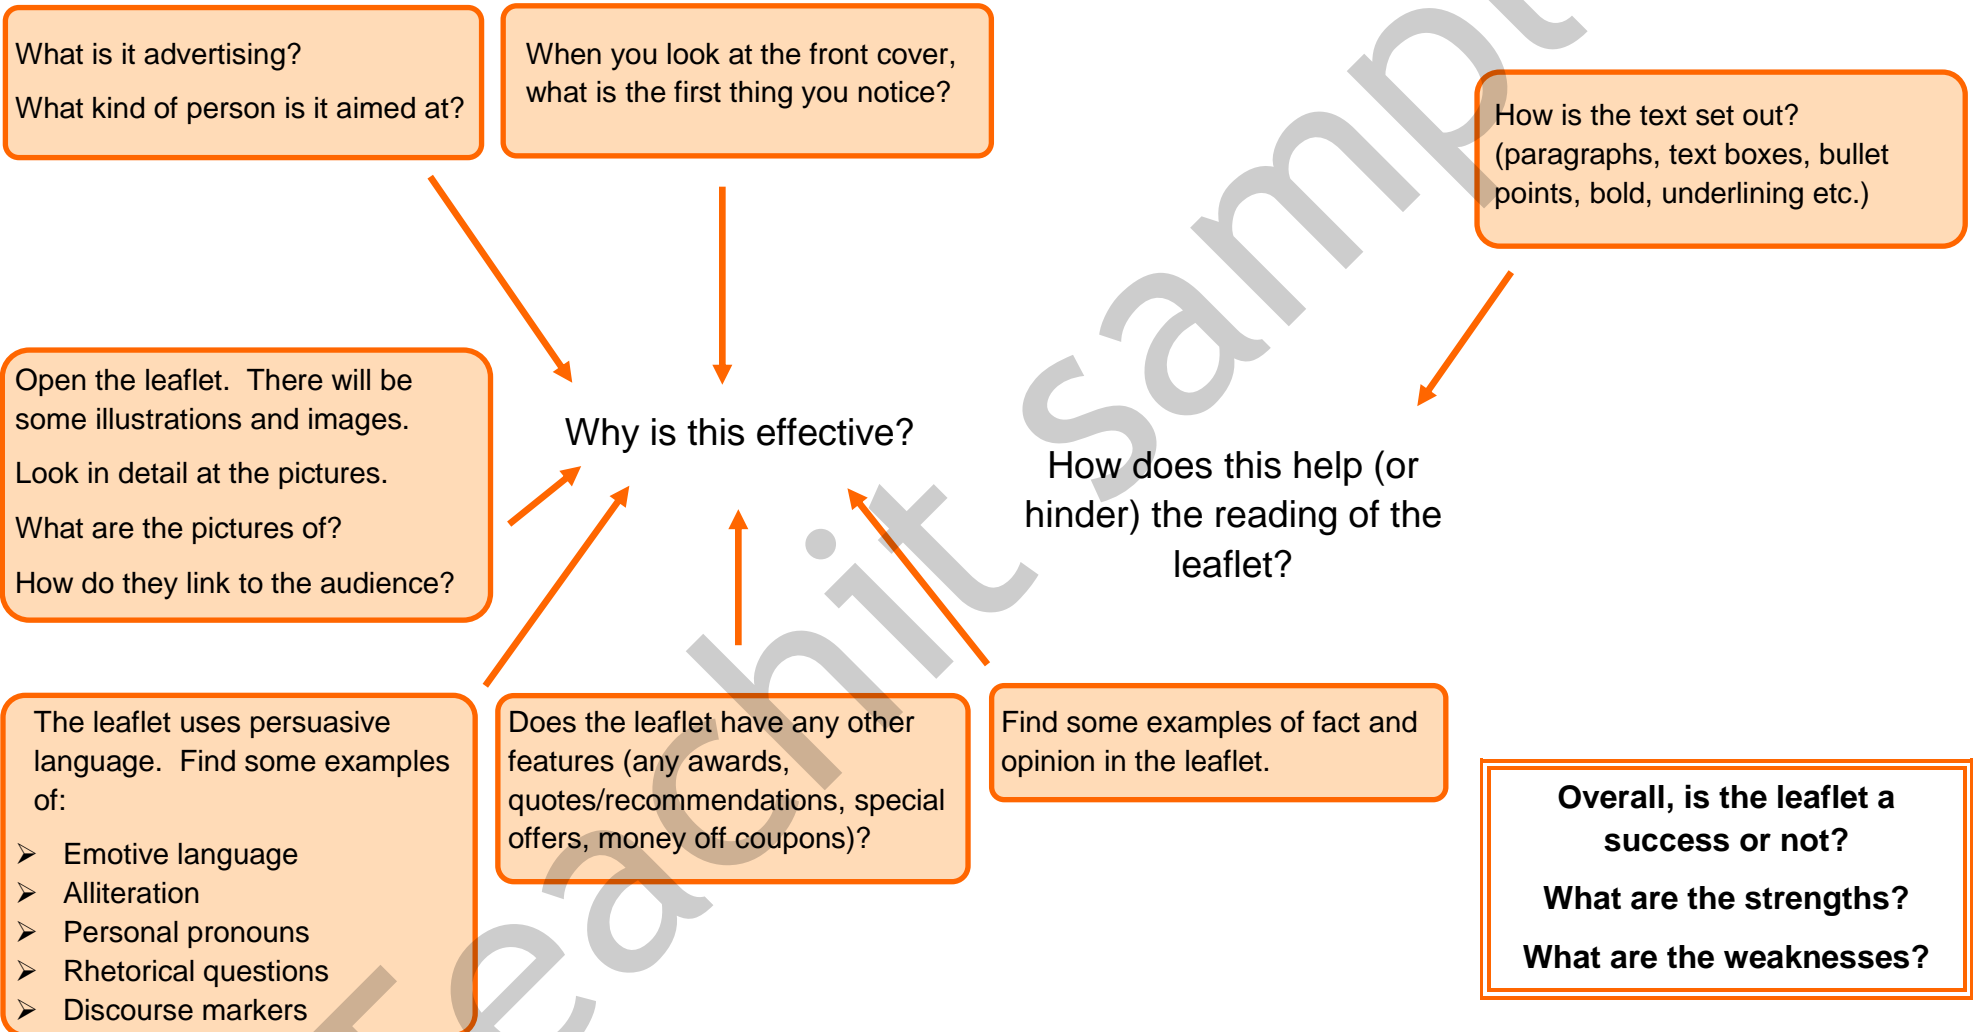 What is it advertising?
What kind of person is it aimed at?
When you look at the front cover,
what is the first thing you notice?
How is the text set out?
(paragraphs, text boxes, bullet
points, bold, underlining etc.)
Open the leaflet.  There will be
some illustrations and images.
Look in detail at the pictures.
What are the pictures of?
How do they link to the audience?
Why is this effective?
How does this help (or
hinder) the reading of the
leaflet?
The leaflet uses persuasive
language.  Find some examples
of:
➢ Emotive language
➢ Alliteration
➢ Personal pronouns
➢ Rhetorical questions
➢ Discourse markers
Does the leaflet have any other
features (any awards,
quotes/recommendations, special
offers, money off coupons)?
Find some examples of fact and
opinion in the leaflet.
Overall, is the leaflet a
success or not?
What are the strengths?
What are the weaknesses?
Teachit sampl